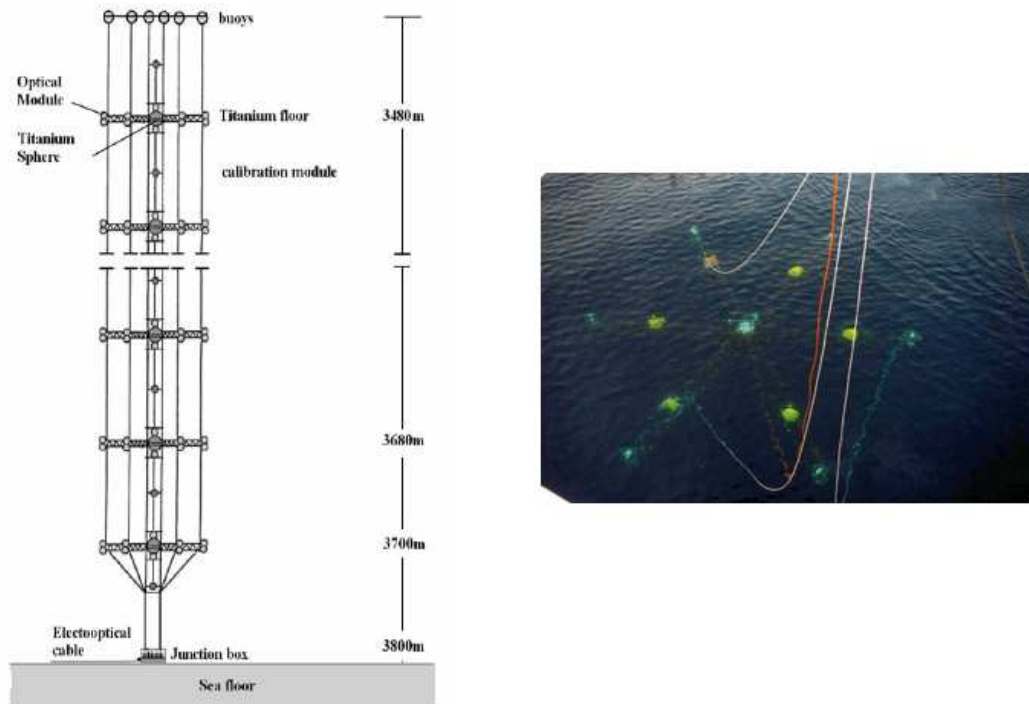 buoys
Optical
Module
Titanium floor
3480m
Titanium
Sphere
calibration module
3680m
3700m
Electooptical
cable
3800m
Junction box
Sea floor